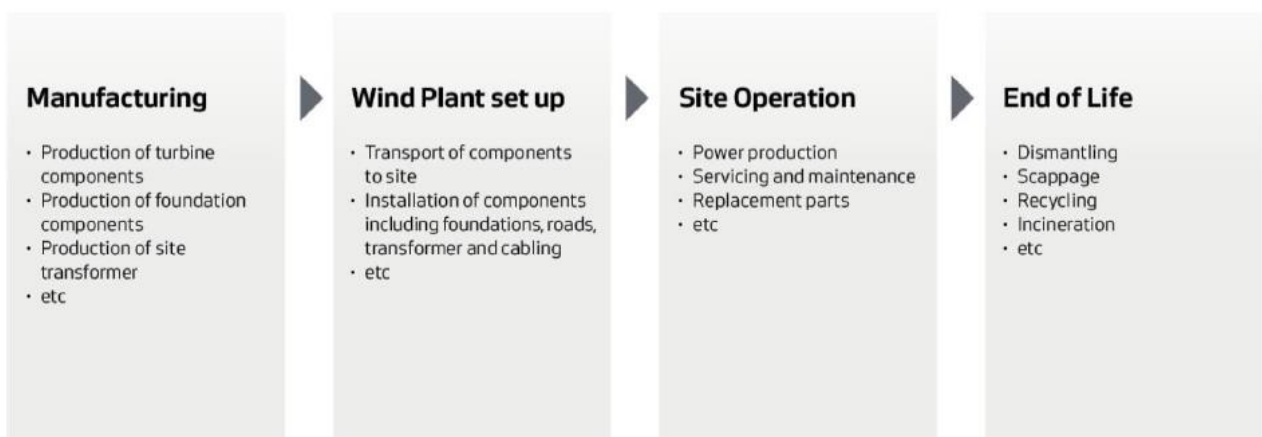 Manufacturing
· Production of turbine
components
· Production of foundation
components
· Production of site
transformer
· etc
Wind Plant set up
· Transport of components
to site
· Installation of components
including foundations, roads,
transformer and cabling
· etc
Site Operation
· Power production
· Servicing and maintenance
· Replacement parts
· etc
End of Life
· Dismantling
· Scappage
· Recycling
· Incineration
· etc